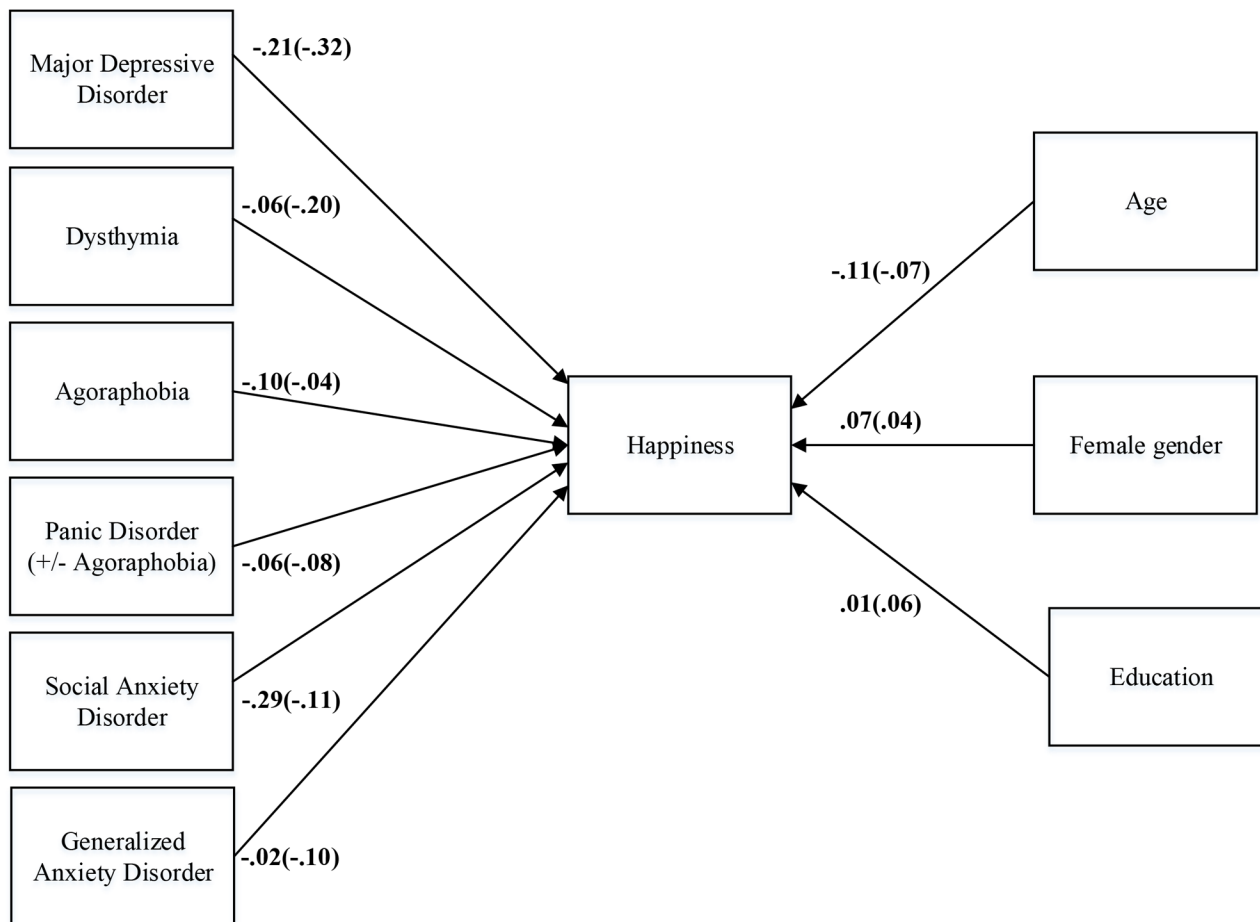 Major Depressive
Disorder
-.21(-.32)
Dysthymia
-.06(-.20)
Agoraphobia
-.10(-.04)
Panic Disorder
(+/- Agoraphobia)
-.06(-.08)
Social Anxiety
Disorder
-.29(-.11)
Generalized
Anxiety Disorder
-.02(-.10)
Happiness
Age
-.11(-.07)
Female gender
.07(.04)
Education
.01(.06)